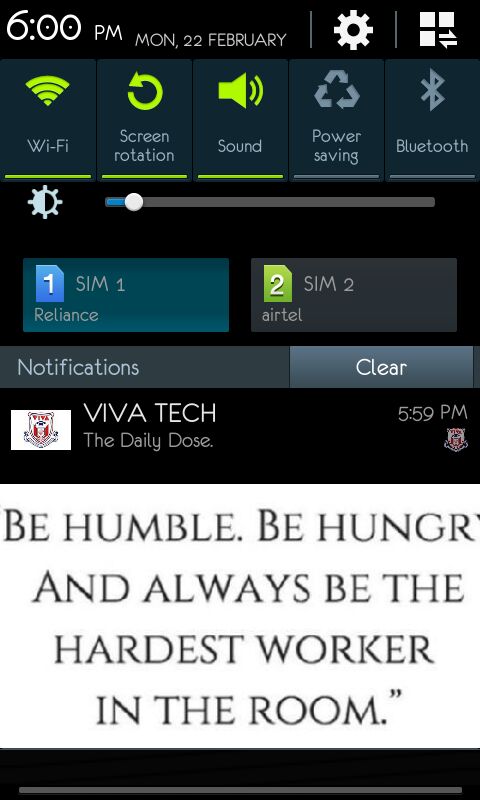 6:00 PM MON, 22 FEBRUARY
Wi-Fi
Screen
rotation
Sound
Power
saving
Bluetooth
1 SIM 1
Reliance
2 SIM 2
airtel
Notifications
Clear
VIVA
VIVA TECH
5:59 PM
The Daily Dose.
"BE HUMBLE. BE HUNGRY
AND ALWAYS BE THE
HARDEST WORKER
IN THE ROOM."